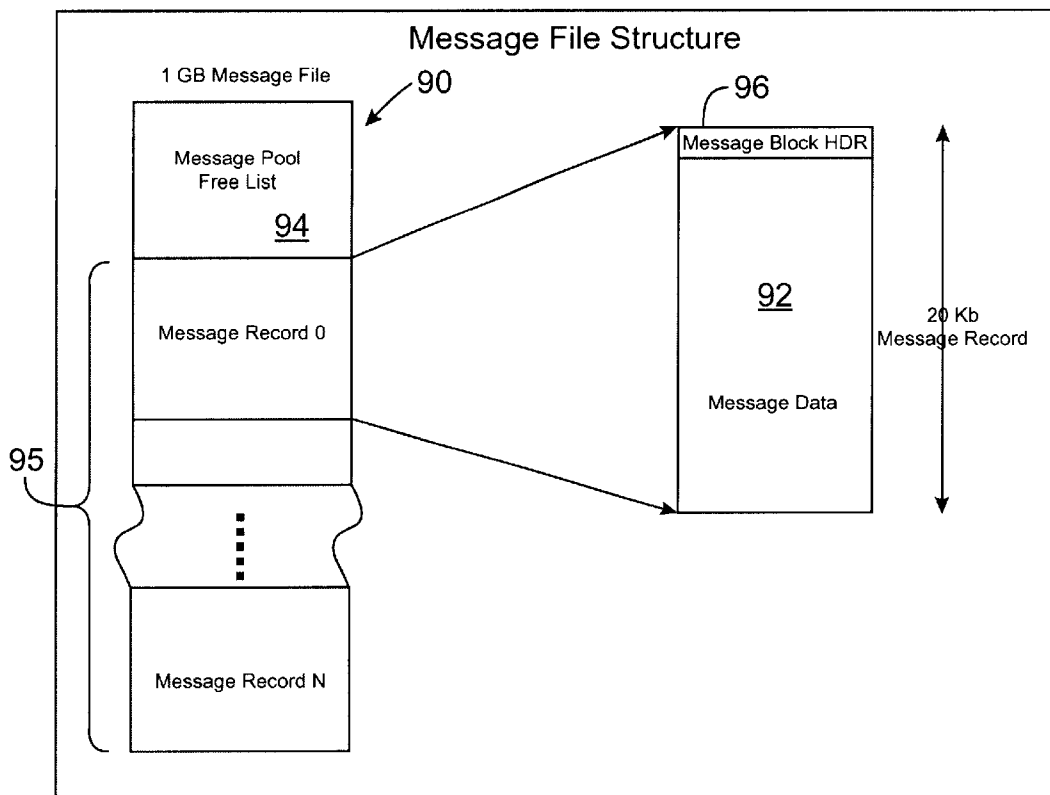 Message File Structure
1 GB Message File
90
Message Pool
Free List
94
Message Record 0
95
Message Record N
96
Message Block HDR
92
Message Data
20 Kb
Message Record